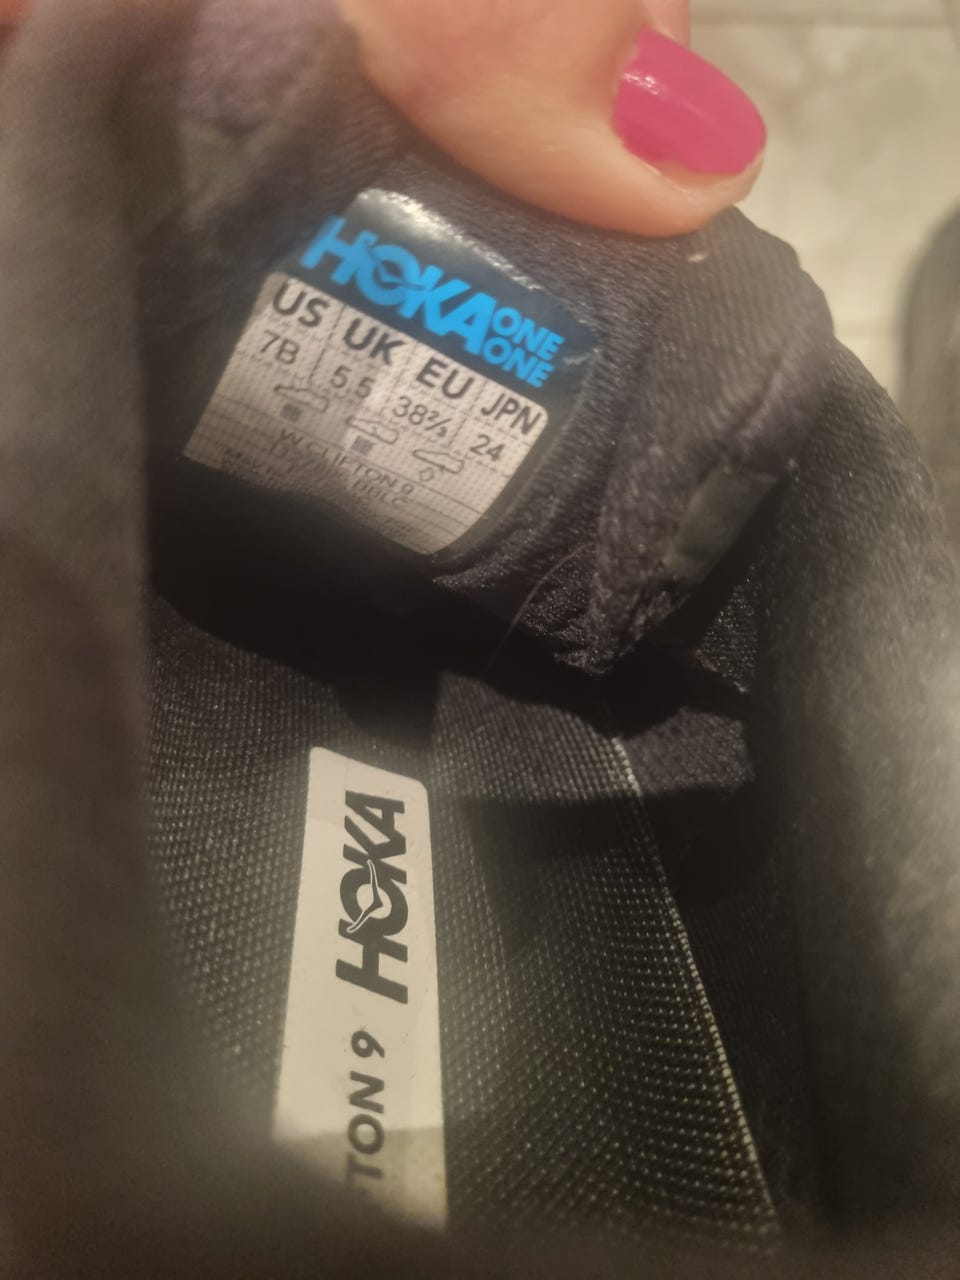 HOKA ONE ONE
US UK EU JPN
7B 5.5 38⅔ 24
W CLIFTON 9
HOKA
TON 9